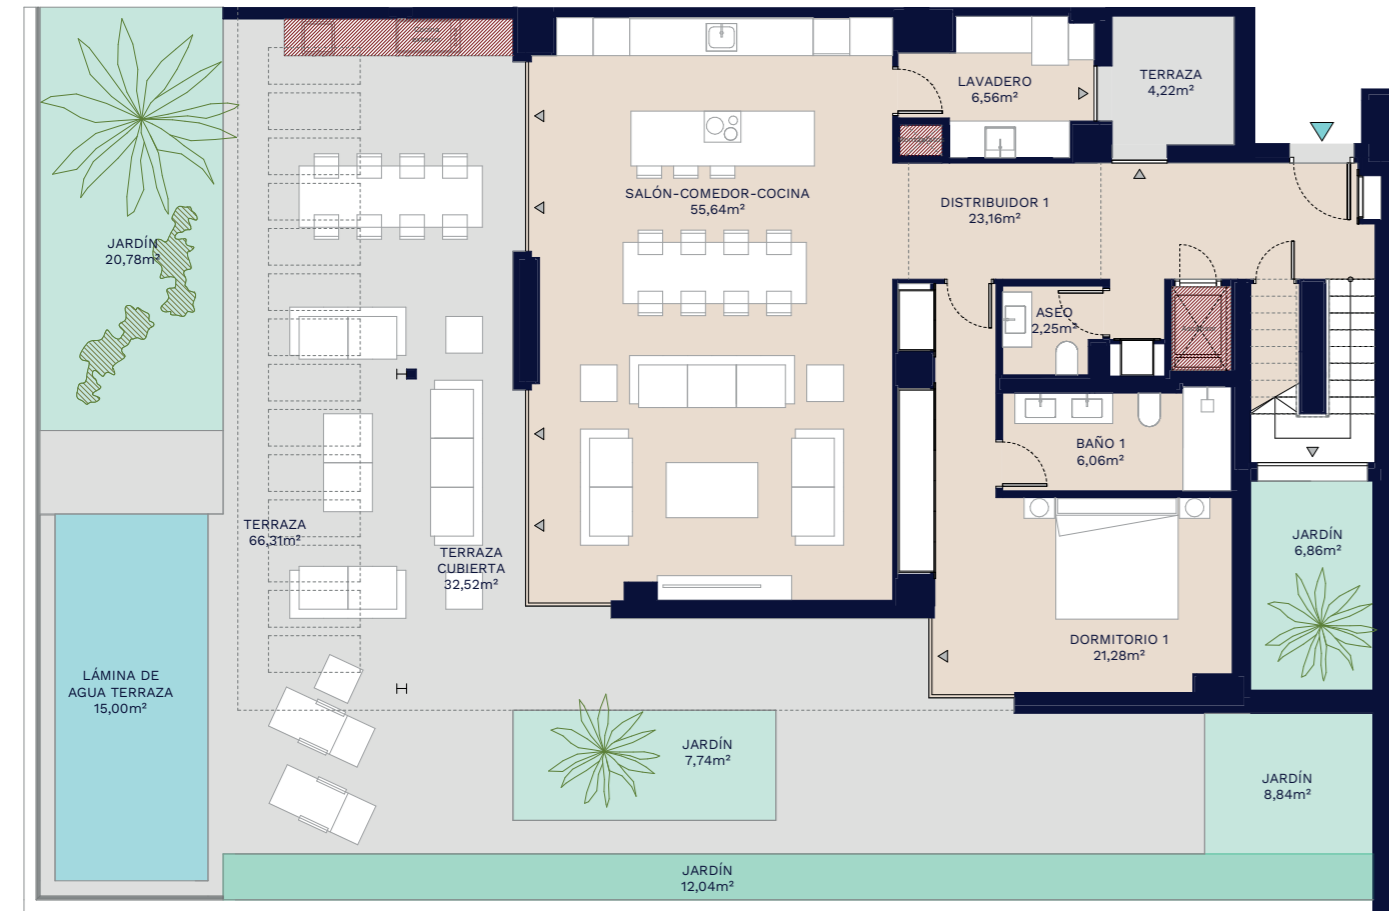 Cocina
exterior
LAVADERO
6,56m²
TERRAZA
4,22m²
SALÓN-COMEDOR-COCINA
55,64m²
DISTRIBUIDOR 1
23,16m²
JARDÍN
20,78m²
ASEO
2,25m²
BAÑO 1
6,06m²
TERRAZA
66,31m²
TERRAZA
CUBIERTA
32,52m²
JARDÍN
6,86m²
DORMITORIO 1
21,28m²
LÁMINA DE
AGUA TERRAZA
15,00m²
JARDÍN
7,74m²
JARDÍN
8,84m²
JARDÍN
12,04m²